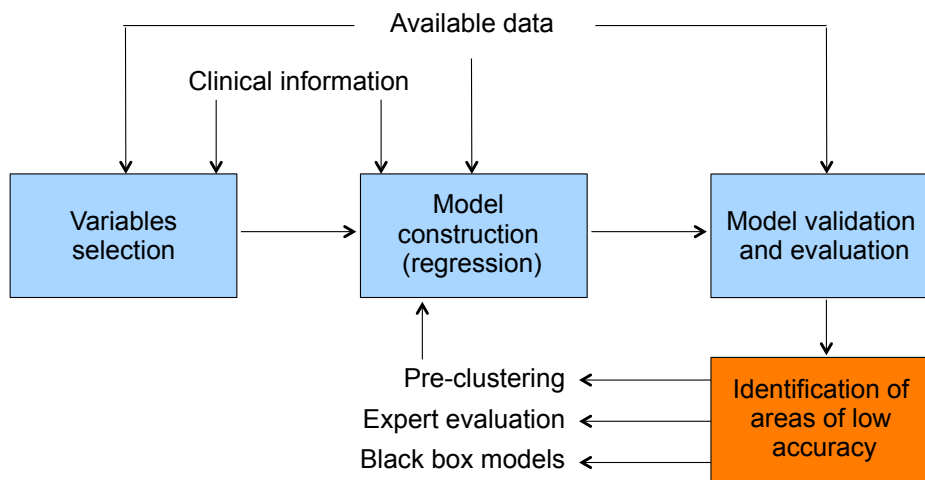 Available data
Clinical information
Variables
selection
Model
construction
(regression)
Model validation
and evaluation
Pre-clustering
Expert evaluation
Black box models
Identification of
areas of low
accuracy